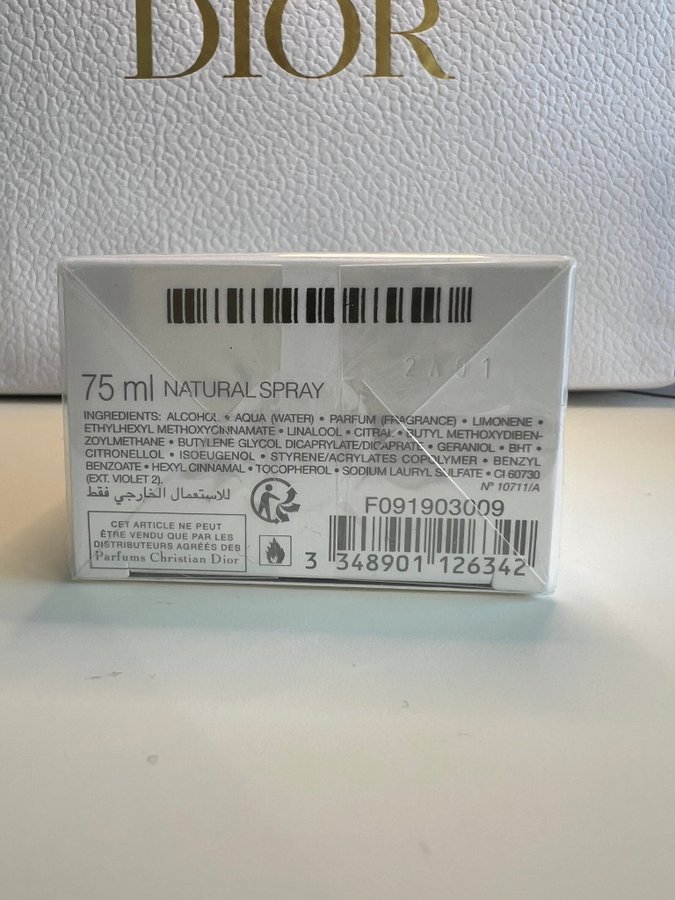 DIOR
2A01
75 ml NATURAL SPRAY
INGREDIENTS: ALCOHOL • AQUA (WATER) • PARFUM (FRAGRANCE) • LIMONENE •
ETHYLHEXYL METHOXYCINNAMATE • LINALOOL • CITRAL • BUTYL METHOXYDIBEN-
ZOYLMETHANE • BUTYLENE GLYCOL DICAPRYLATE/DICAPRATE • GERANIOL • BHT •
CITRONELLOL • ISOEUGENOL • STYRENE/ACRYLATES COPOLYMER • BENZYL
BENZOATE • HEXYL CINNAMAL • TOCOPHEROL • SODIUM LAURYL SULFATE • CI 60730
(EXT. VIOLET 2).
N° 10711/A
للاستعمال الخارجي فقط
F091903009
CET ARTICLE NE PEUT
ÊTRE VENDU QUE PAR LES
DISTRIBUTEURS AGRÉÉS DES
Parfums Christian Dior
3 348901 126342